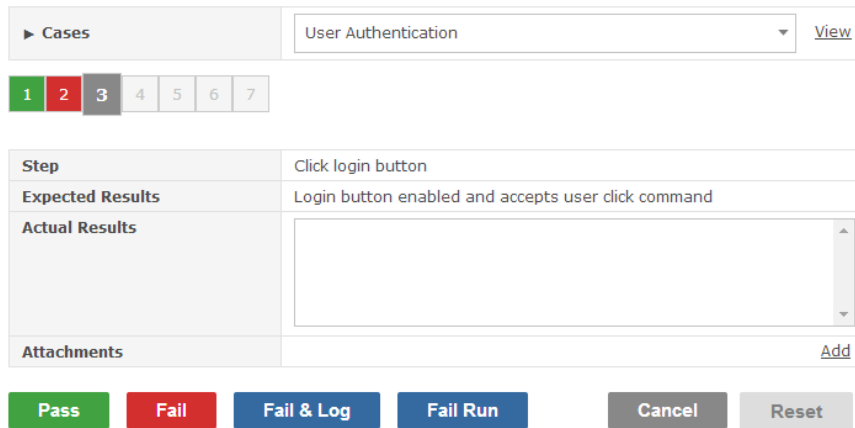 ► Cases User Authentication View
1 2 3 4 5 6 7
Step Click login button
Expected Results Login button enabled and accepts user click command
Actual Results
Attachments Add
Pass Fail Fail & Log Fail Run Cancel Reset